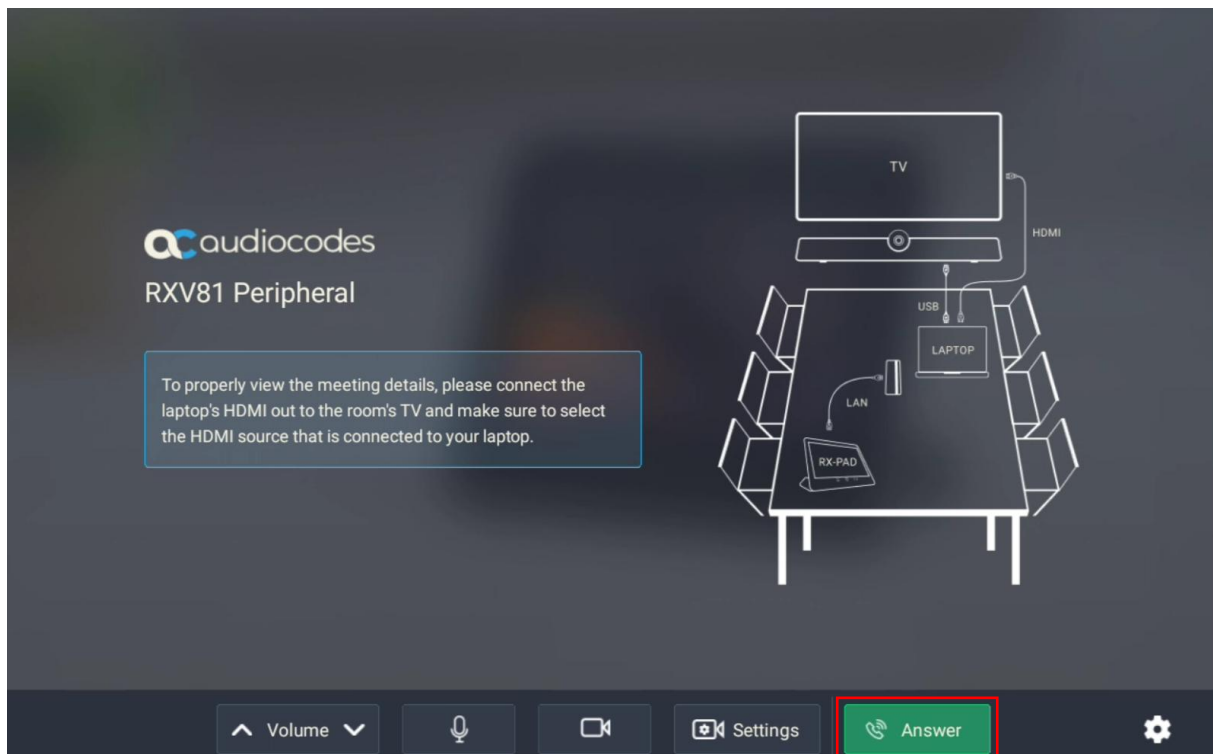 audiocodes
RXV81 Peripheral
To properly view the meeting details, please connect the
laptop's HDMI out to the room's TV and make sure to select
the HDMI source that is connected to your laptop.
TV
HDMI
USB
LAPTOP
LAN
RX-PAD
Volume
Settings
Answer